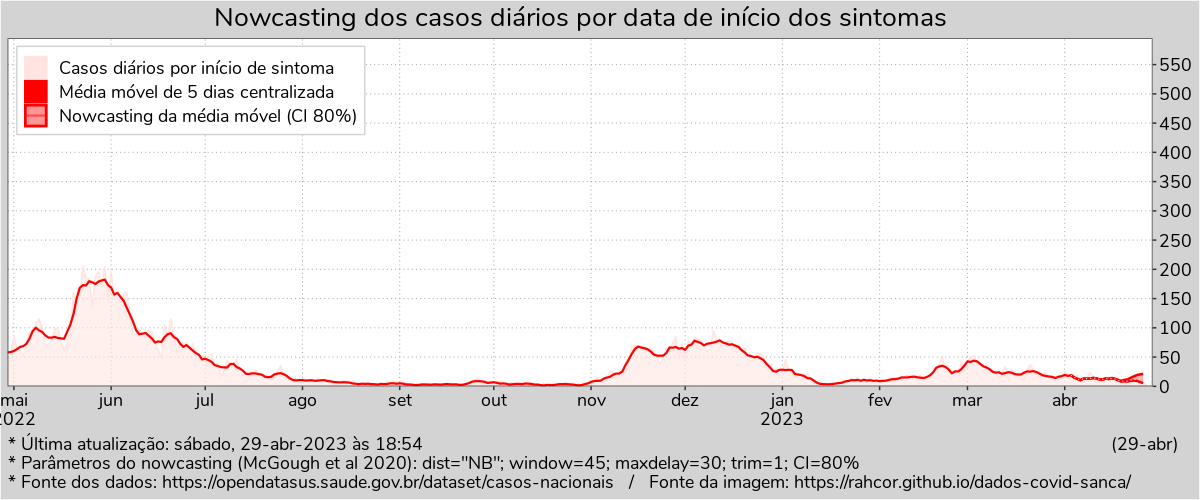 Nowcasting dos casos diários por data de início dos sintomas
Casos diários por início de sintoma
Média móvel de 5 dias centralizada
Nowcasting da média móvel (CI 80%)
550
500
450
400
350
300
250
200
150
100
50
0
mai jun jul ago set out nov dez jan fev mar abr
2022 2023
* Última atualização: sábado, 29-abr-2023 às 18:54 (29-abr)
* Parâmetros do nowcasting (McGough et al 2020): dist="NB"; window=45; maxdelay=30; trim=1; CI=80%
* Fonte dos dados: https://opendatasus.saude.gov.br/dataset/casos-nacionais / Fonte da imagem: https://rahcor.github.io/dados-covid-sanca/